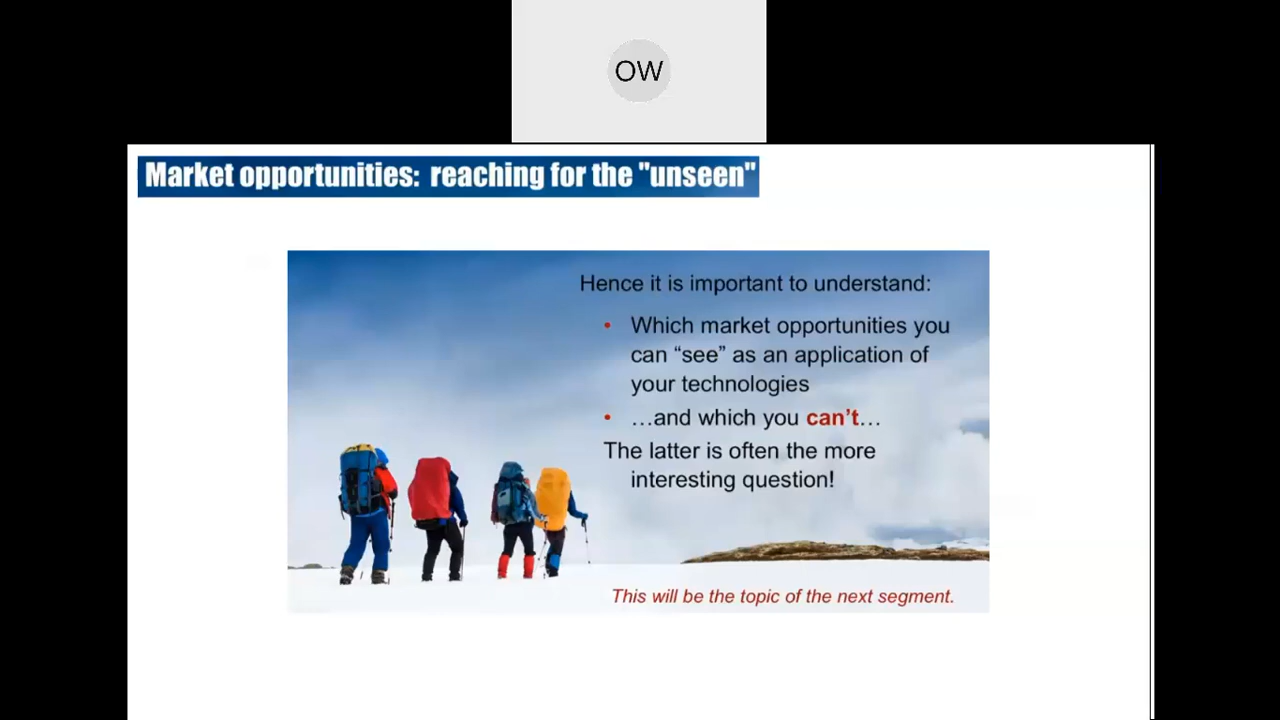 OW
Market opportunities: reaching for the "unseen"
Hence it is important to understand:
• Which market opportunities you
can “see” as an application of
your technologies
• …and which you can’t…
The latter is often the more
interesting question!
This will be the topic of the next segment.